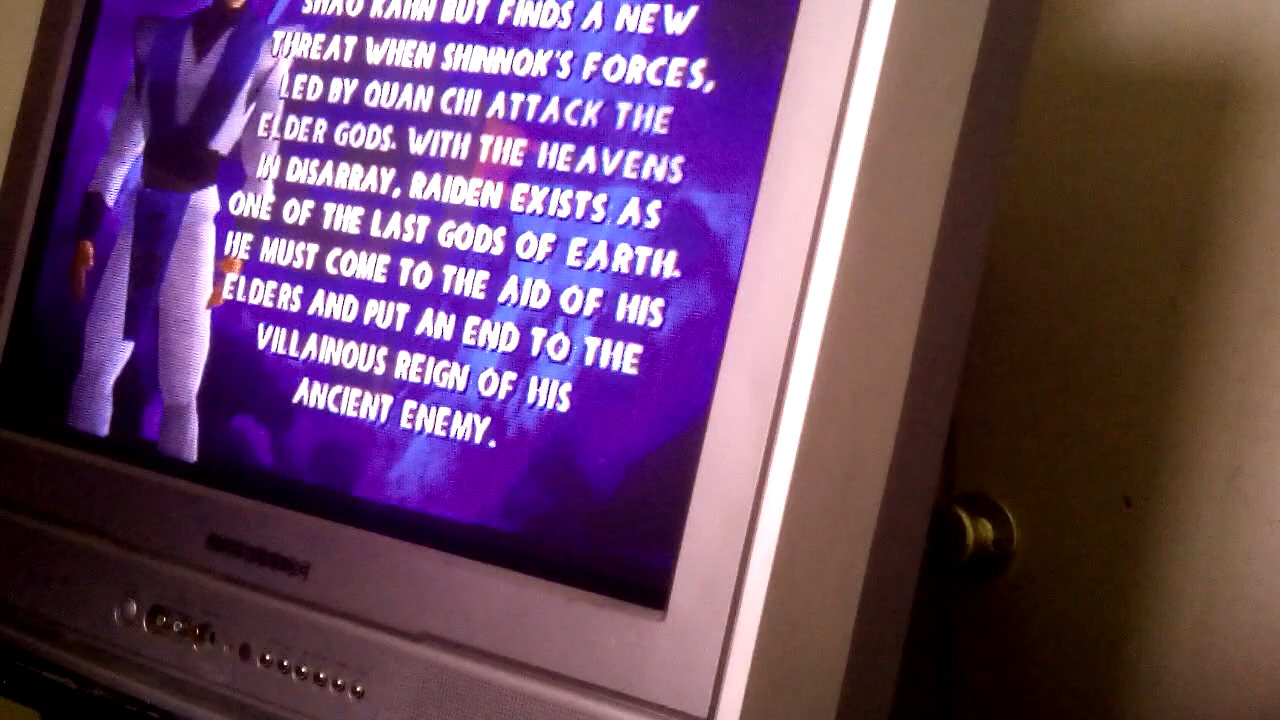 SHAO KAHN BUT FINDS A NEW
THREAT WHEN SHINNOK'S FORCES,
LED BY QUAN CHI ATTACK THE
ELDER GODS. WITH THE HEAVENS
IN DISARRAY, RAIDEN EXISTS AS
ONE OF THE LAST GODS OF EARTH.
HE MUST COME TO THE AID OF HIS
ELDERS AND PUT AN END TO THE
VILLAINOUS REIGN OF HIS
ANCIENT ENEMY.